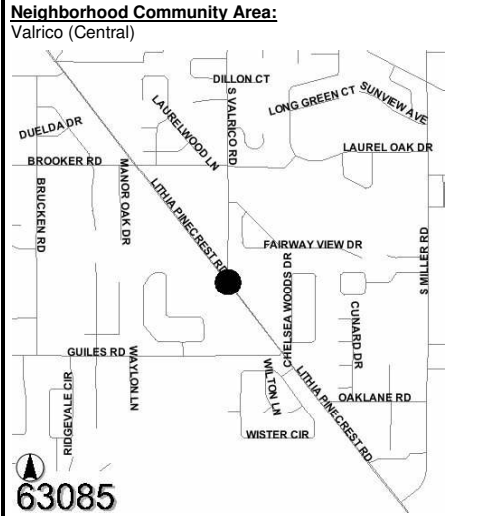 Neighborhood Community Area:
Valrico (Central)
DILLON CT
S VALRICO RD
LONG GREEN CT
SUNVIEW AVE
LAURELWOOD LN
DUELDA DR
LAUREL OAK DR
BROOKER RD
MANOR OAK DR
BRUCKEN RD
LITHIA PINECREST RD
FAIRWAY VIEW DR
S MILLER RD
CHELSEA WOODS DR
CUNARD DR
GUILES RD
WAYLON LN
RIDGEVALE CIR
WILTON LN
LITHIA PINECREST RD
OAKLANE RD
WISTER CIR
63085